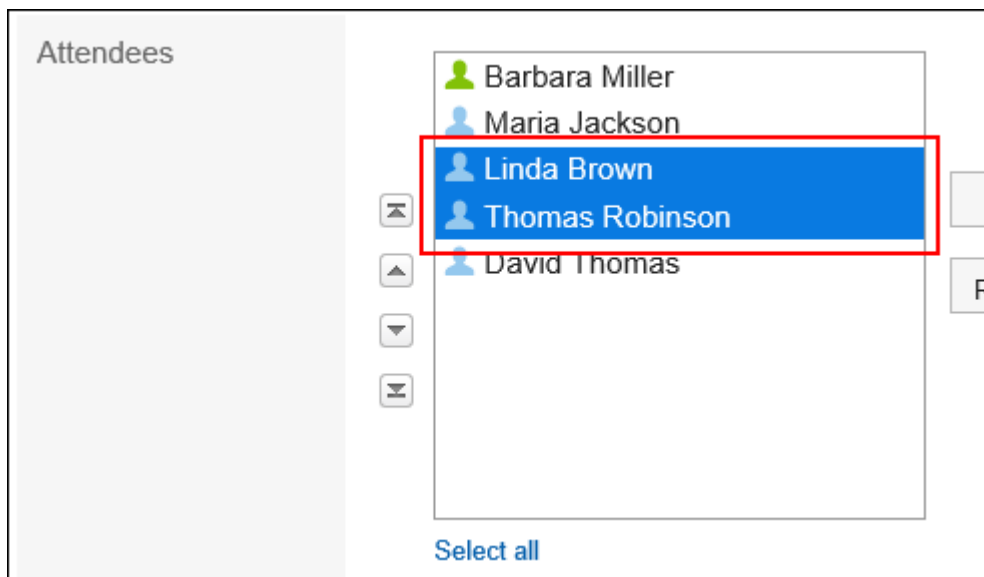 Attendees
Barbara Miller
Maria Jackson
Linda Brown
Thomas Robinson
David Thomas
Select all